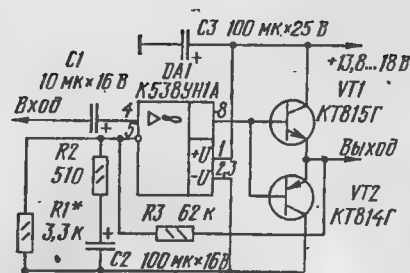 C3 100 мк×25 В
C1
10 мк×16 В
DA1
К538УН1А
+13,8...18 В
VT1
КТ815Г
Вход
4
5
8
1
2,3
+U
-U
Выход
R2
510
R1*
3,3 к
R3 62 к
C2 100 мк×16В
VT2
КТ814Г